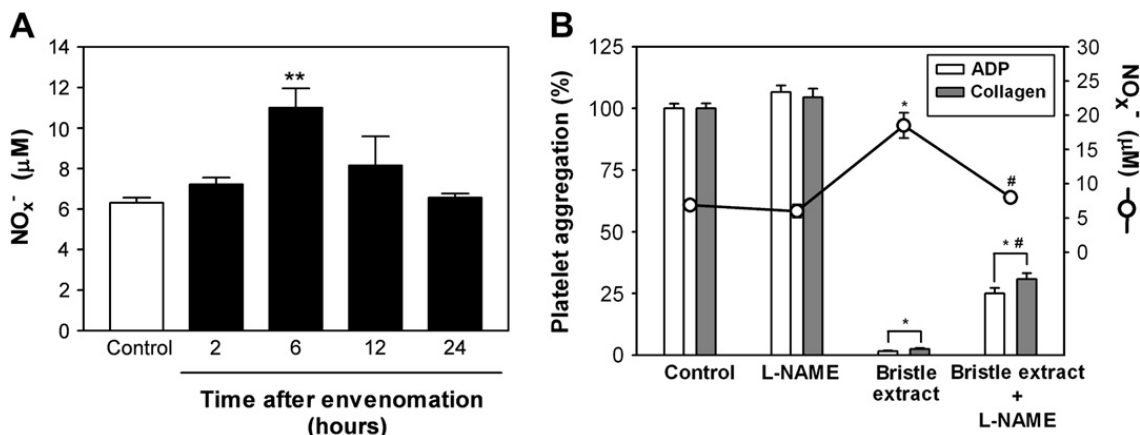 A
NOx- (μM)
14
12
10
8
6
4
2
0
**
Control 2 6 12 24
Time after envenomation
(hours)
B
Platelet aggregation (%)
125
100
75
50
25
0
ADP
Collagen
*
#
*
* #
30
25
20
15
10
5
0
NOx- (μM)
Control L-NAME Bristle extract Bristle extract + L-NAME